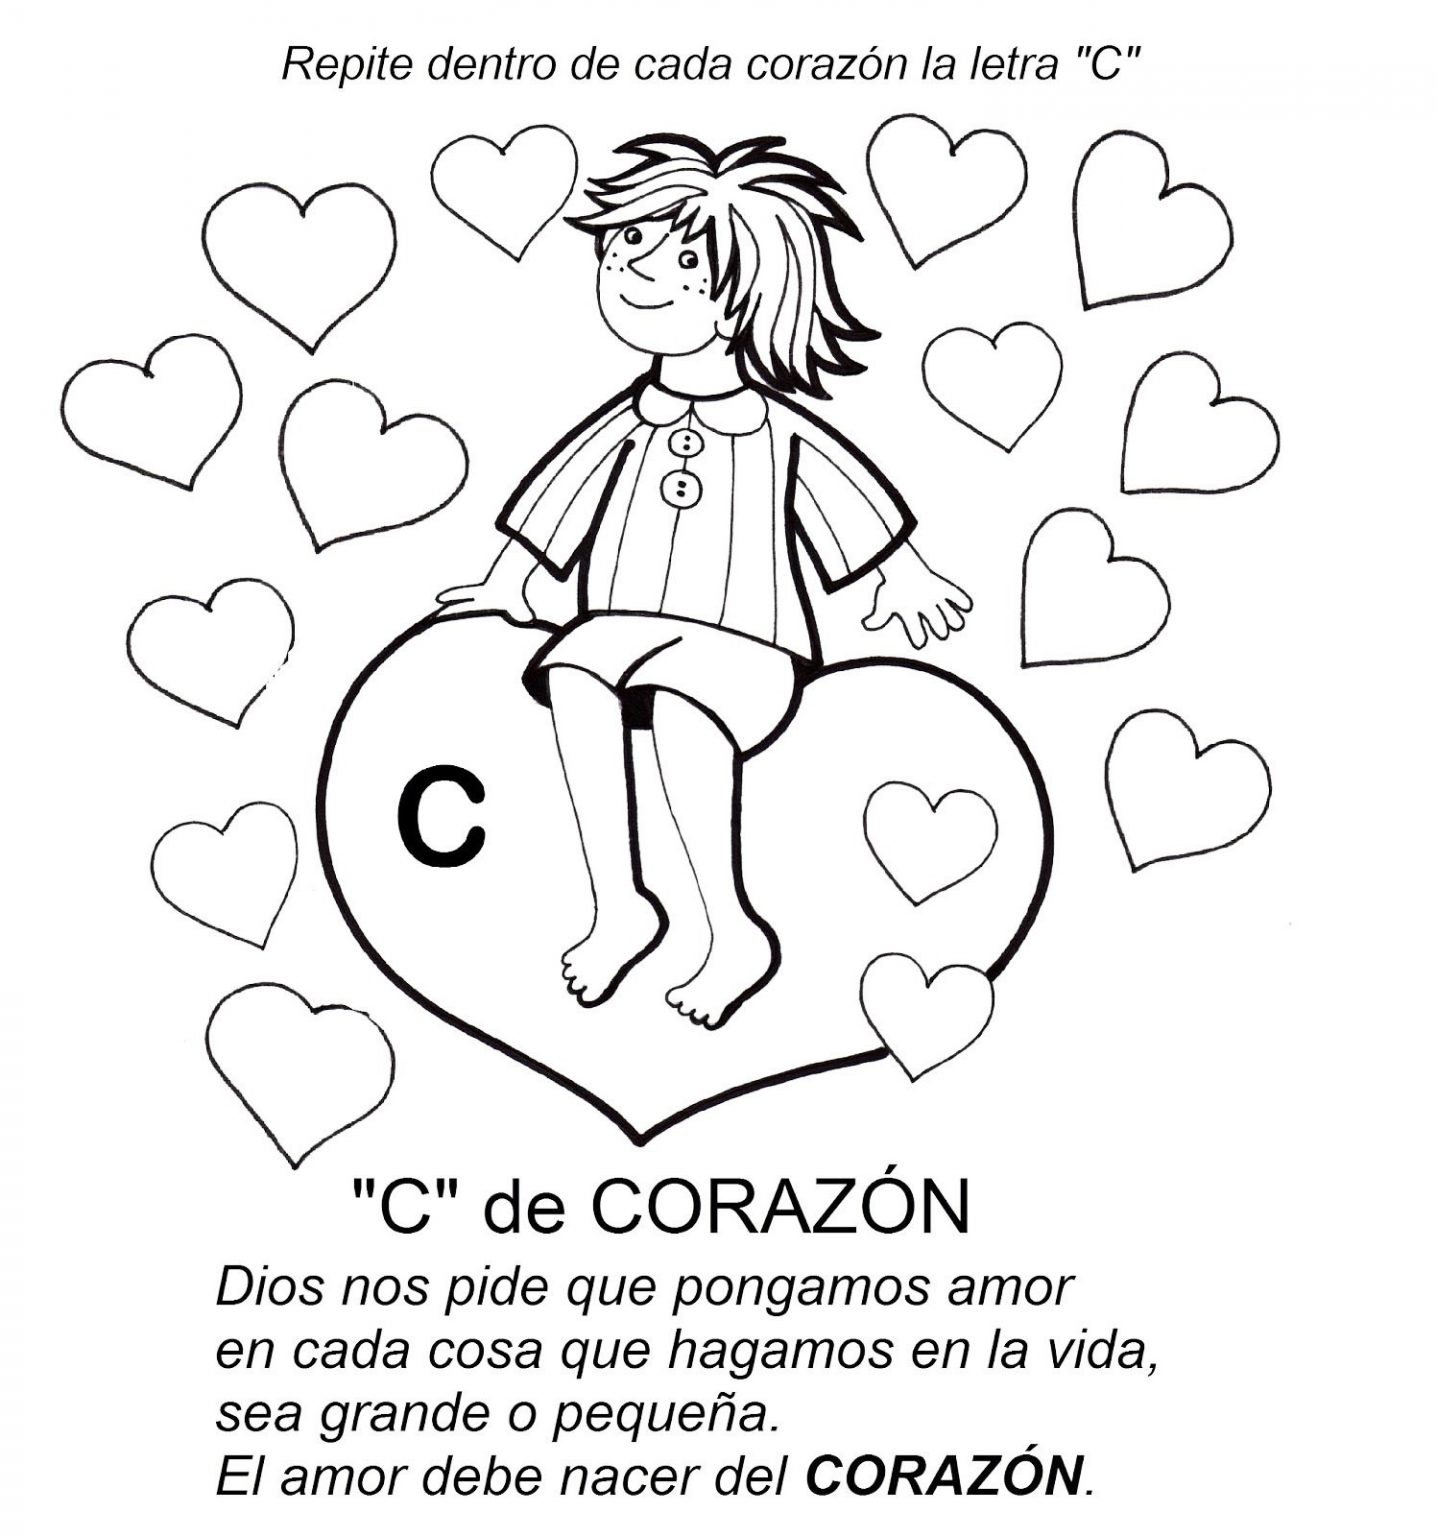 Repite dentro de cada corazón la letra "C"
C
"C" de CORAZÓN
Dios nos pide que pongamos amor
en cada cosa que hagamos en la vida,
sea grande o pequeña.
El amor debe nacer del CORAZÓN.